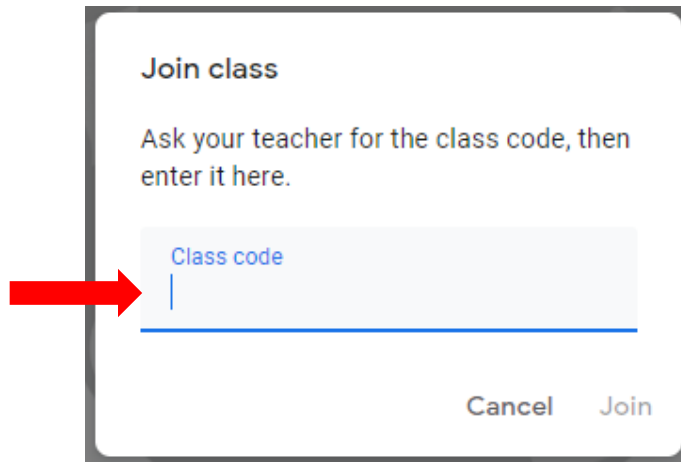 Join class
Ask your teacher for the class code, then
enter it here.
Class code
Cancel Join